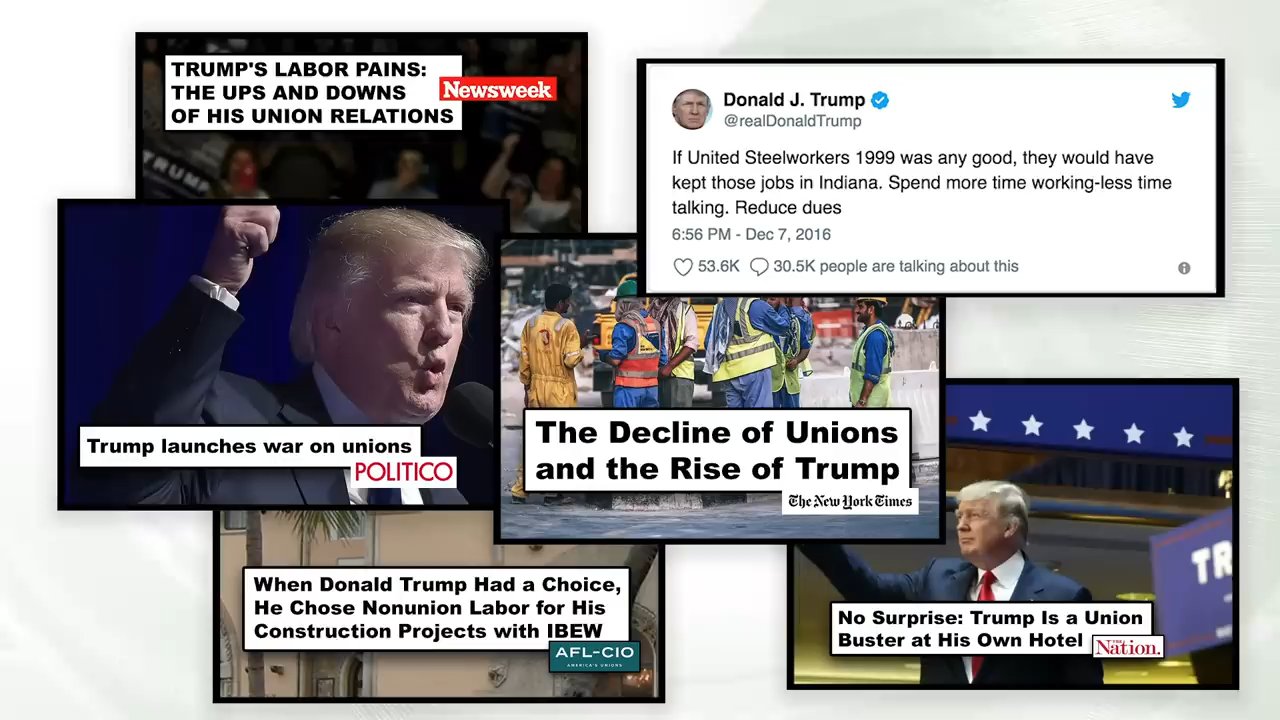 TRUMP'S LABOR PAINS:
THE UPS AND DOWNS
OF HIS UNION RELATIONS
Newsweek
TRUMP
Donald J. Trump
@realDonaldTrump
If United Steelworkers 1999 was any good, they would have
kept those jobs in Indiana. Spend more time working-less time
talking. Reduce dues
6:56 PM - Dec 7, 2016
53.6K 30.5K people are talking about this
Trump launches war on unions
POLITICO
The Decline of Unions
and the Rise of Trump
The New York Times
When Donald Trump Had a Choice,
He Chose Nonunion Labor for His
Construction Projects with IBEW
AFL-CIO
AMERICA'S UNIONS
TR
No Surprise: Trump Is a Union
Buster at His Own Hotel
THE
Nation.